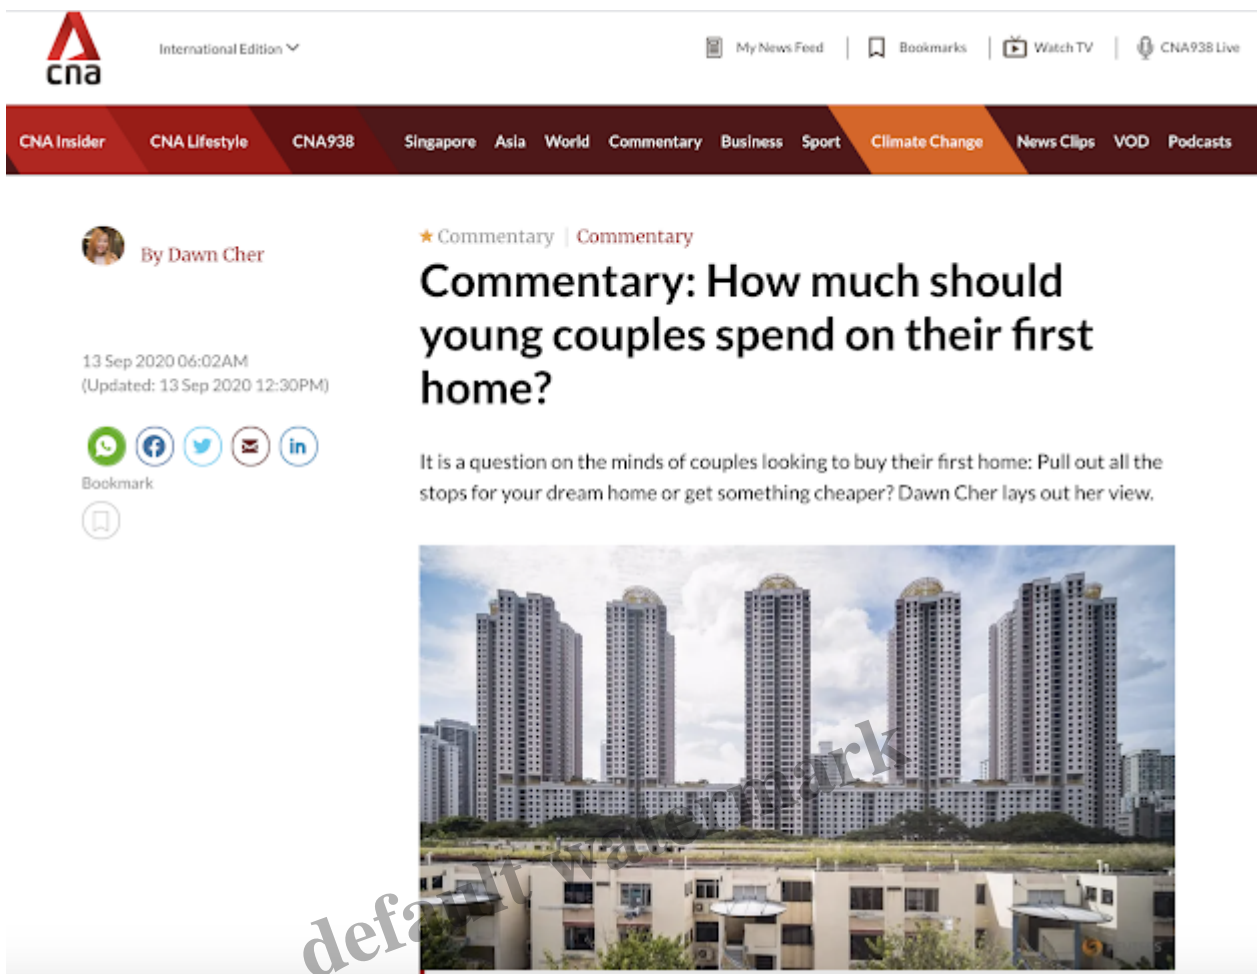 cna
International Edition
My News Feed
Bookmarks
Watch TV
CNA938 Live
CNA Insider
CNA Lifestyle
CNA938
Singapore
Asia
World
Commentary
Business
Sport
Climate Change
News Clips
VOD
Podcasts
By Dawn Cher
13 Sep 2020 06:02AM
(Updated: 13 Sep 2020 12:30PM)
Bookmark
Commentary | Commentary
Commentary: How much should
young couples spend on their first
home?
It is a question on the minds of couples looking to buy their first home: Pull out all the
stops for your dream home or get something cheaper? Dawn Cher lays out her view.
default watermark